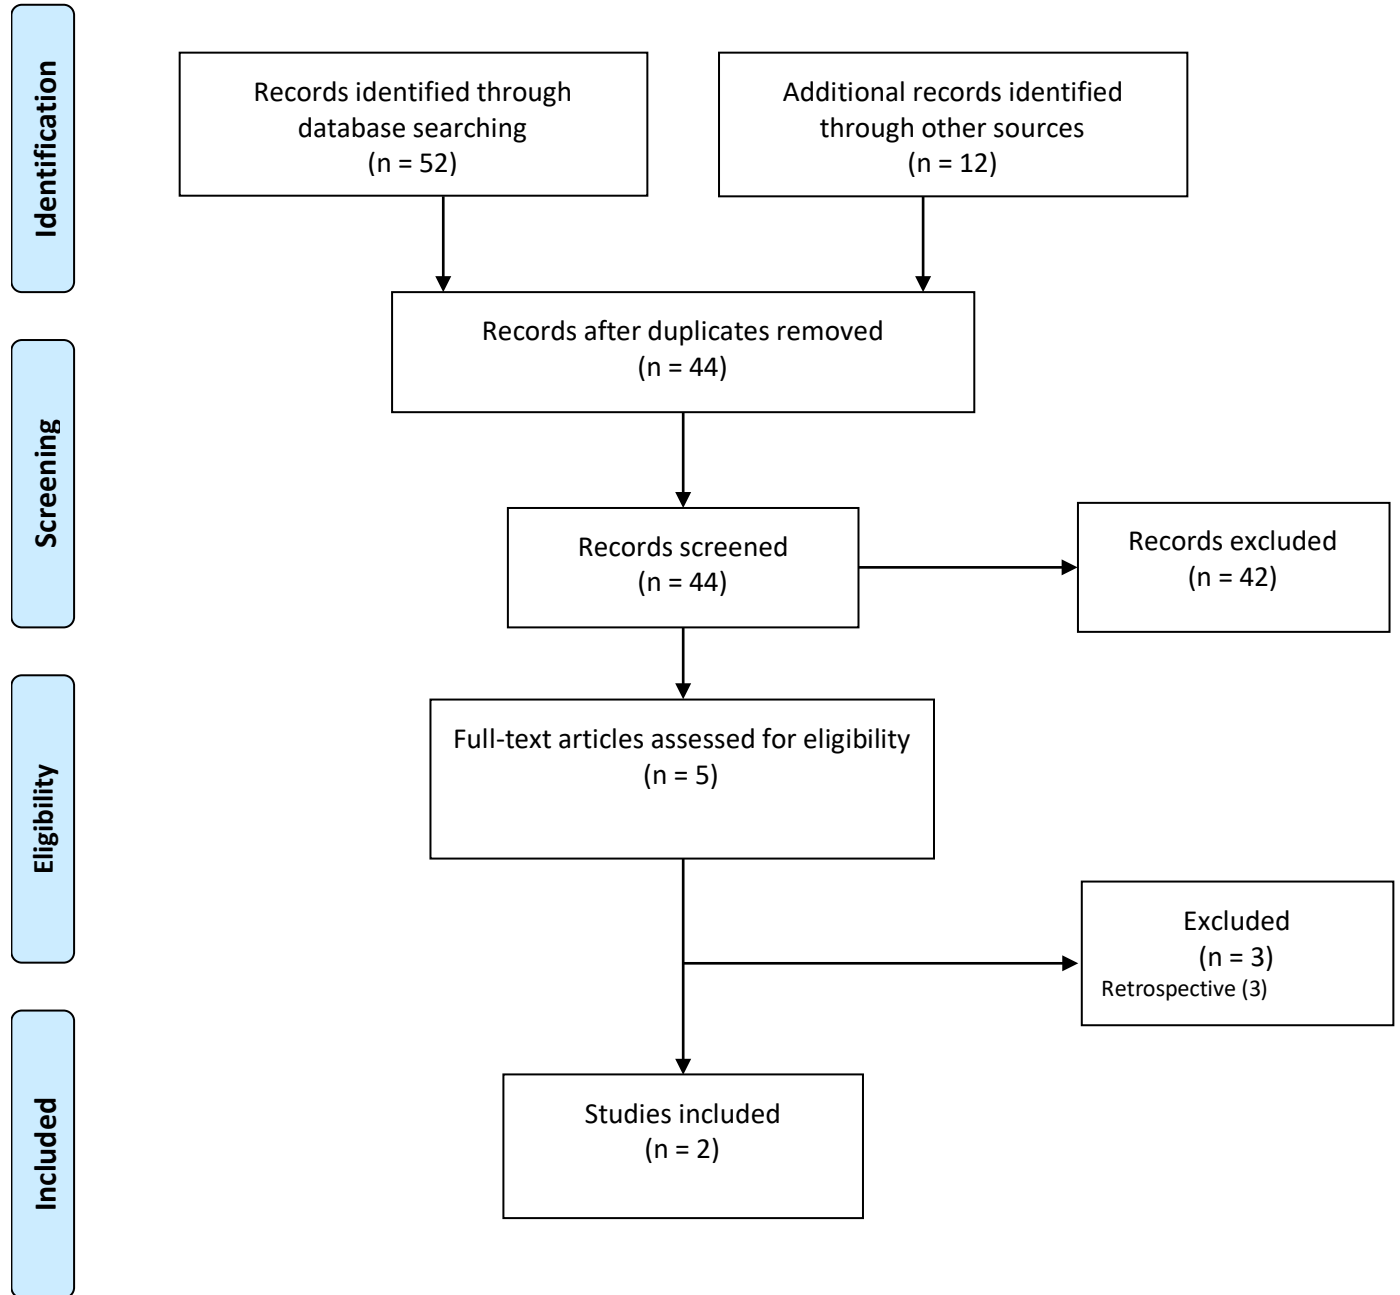 Identification
Records identified through
database searching
(n = 52)
Additional records identified
through other sources
(n = 12)
Records after duplicates removed
(n = 44)
Screening
Records screened
(n = 44)
Records excluded
(n = 42)
Eligibility
Full-text articles assessed for eligibility
(n = 5)
Excluded
(n = 3)
Retrospective (3)
Included
Studies included
(n = 2)